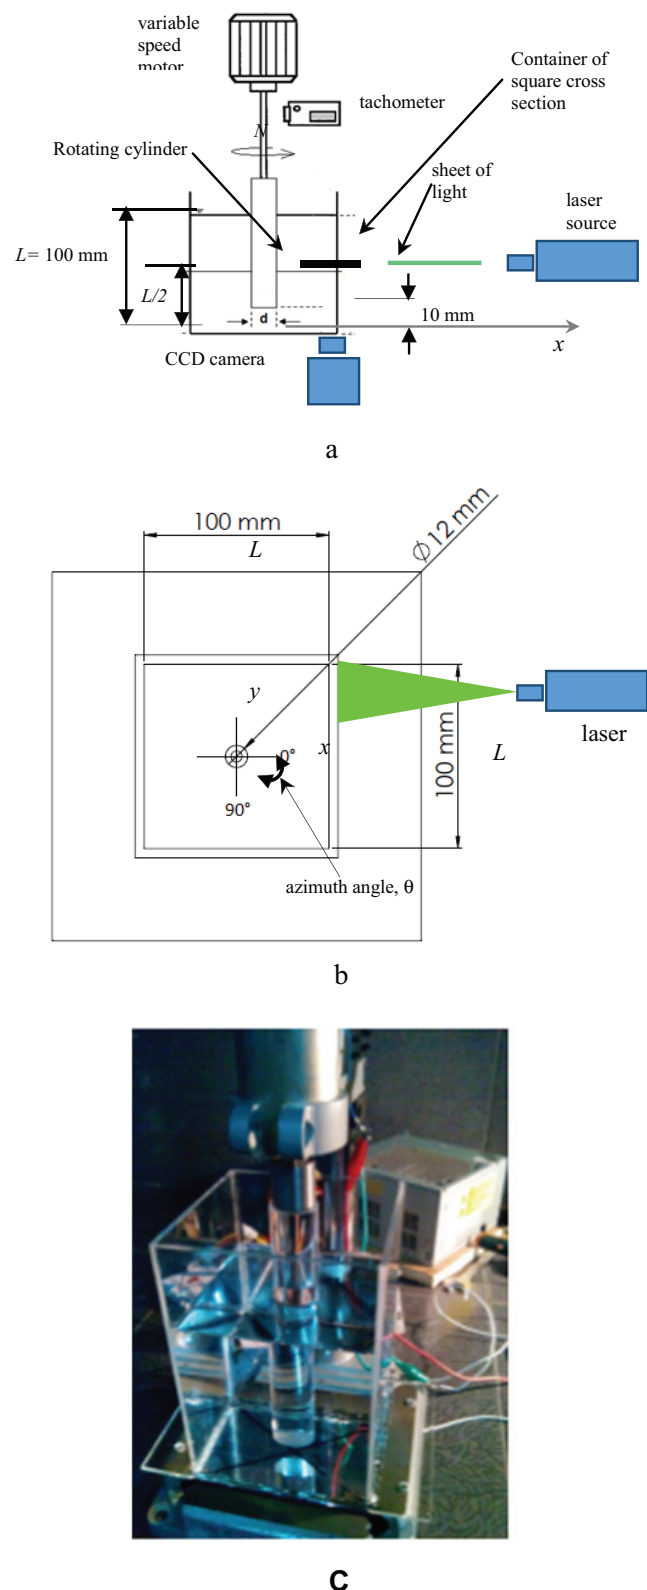 variable
speed
motor
Container of
square cross
section
tachometer
N
Rotating cylinder
sheet of
light
laser
source
L= 100 mm
L/2
10 mm
d
x
CCD camera
a
100 mm
L
∅12 mm
y
x
0°
90°
100 mm
L
laser
azimuth angle, θ
b
C